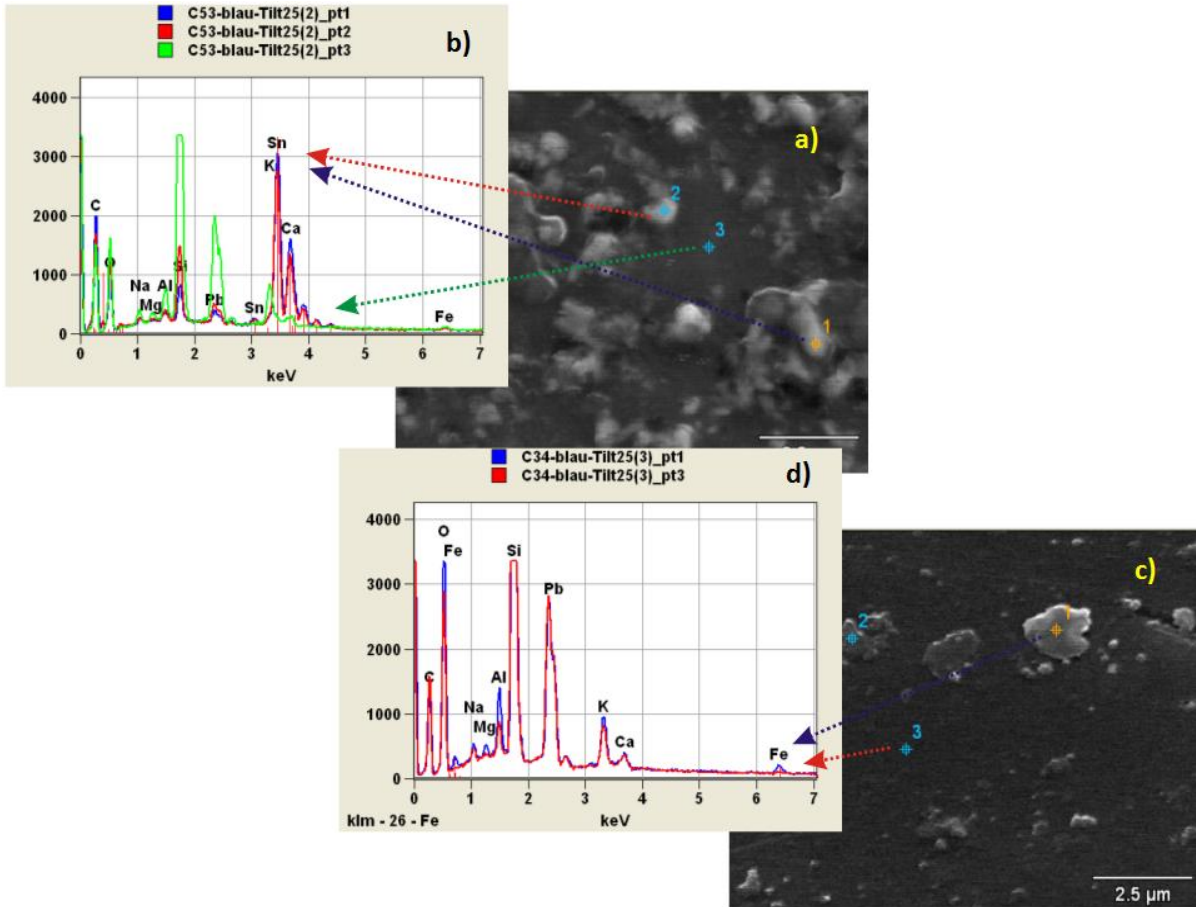 C53-blau-Tilt25(2)_pt1
C53-blau-Tilt25(2)_pt2
C53-blau-Tilt25(2)_pt3
b)
4000
3000
2000
1000
0
C
O
Na
Mg
Al
Si
Pb
Sn
Sn
K
Ca
Fe
0 1 2 3 4 5 6 7
keV
a)
2
3
1
C34-blau-Tilt25(3)_pt1
C34-blau-Tilt25(3)_pt3
d)
4000
3000
2000
1000
0
O
Fe
Si
Pb
C
Al
Na
Mg
K
Ca
Fe
0 1 2 3 4 5 6 7
klm - 26 - Fe
keV
c)
1
2
3
2.5 µm